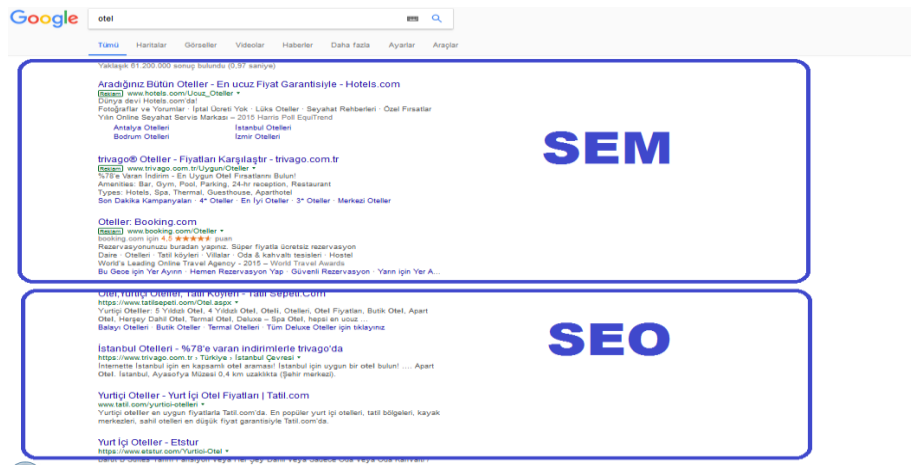 Google
otel
Tümü Haritalar Görseller Videolar Haberler Daha fazla Ayarlar Araçlar
Yaklaşık 61.200.000 sonuç bulundu (0,97 saniye)
Aradığınız Bütün Oteller - En ucuz Fiyat Garantisiyle - Hotels.com
Reklam www.hotels.com/Ucuz_Oteller
Dünya devi Hotels.com'da!
Fotoğraflar ve Yorumlar · İptal Ücreti Yok · Lüks Oteller · Seyahat Rehberleri · Özel Fırsatlar
Yılın Online Seyahat Servis Markası – 2015 Harris Poll EquiTrend
Antalya Otelleri İstanbul Otelleri
Bodrum Otelleri İzmir Otelleri
SEM
trivago® Oteller - Fiyatları Karşılaştır - trivago.com.tr
Reklam www.trivago.com.tr/Uygun/Oteller
%78'e Varan İndirim - En Uygun Otel Fırsatlarını Bulun!
Amenities: Bar, Gym, Pool, Parking, 24-hr reception, Restaurant
Types: Hotels, Spa, Thermal, Guesthouse, Aparthotel
Son Dakika Kampanyaları · 4* Oteller · En İyi Oteller · 3* Oteller · Merkezi Oteller
Oteller: Booking.com
Reklam www.booking.com/Oteller
booking.com için 4,5 ★★★★★ puan
Rezervasyonunuzu buradan yapınız. Süper fiyatla ücretsiz rezervasyon
Daire · Otelleri · Tatil köyleri · Villalar · Oda & kahvaltı tesisleri · Hostel
World's Leading Online Travel Agency - 2015 – World Travel Awards
Bu Gece için Yer Ayırın · Hemen Rezervasyon Yap · Güvenli Rezervasyon · Yarın için Yer A...
Otel,Yurtiçi Oteller, Tatil Köyleri - Tatil Sepeti.Com
https://www.tatilsepeti.com/Otel.aspx
Yurtiçi Oteller: 5 Yıldızlı Otel, 4 Yıldızlı Otel, Otelli, Otelleri, Otel Fiyatları, Butik Otel, Apart
Otel, Herşey Dahil Otel, Termal Otel, Deluxe – Spa Otel, hepsi en ucuz ...
Balayı Otelleri · Butik Oteller · Termal Otelleri · Tüm Deluxe Oteller için tıklayınız
SEO
İstanbul Otelleri - %78'e varan indirimlerle trivago'da
https://www.trivago.com.tr › Türkiye › İstanbul Çevresi
İnternette İstanbul için en kapsamlı otel araması! İstanbul için uygun bir otel bulun! .... Apart
Otel. İstanbul, Ayasofya Müzesi 0.4 km uzaklıkta (Şehir merkezi).
Yurtiçi Oteller - Yurt İçi Otel Fiyatları | Tatil.com
www.tatil.com/yurtici-otelleri
Yurtiçi oteller en uygun fiyatlarla Tatil.com'da. En popüler yurt içi otelleri, tatil bölgeleri, kayak
merkezleri, sahil otelleri en düşük fiyat garantisiyle Tatil.com'da.
Yurt İçi Oteller - Etstur
https://www.etstur.com/Yurtici-Otel